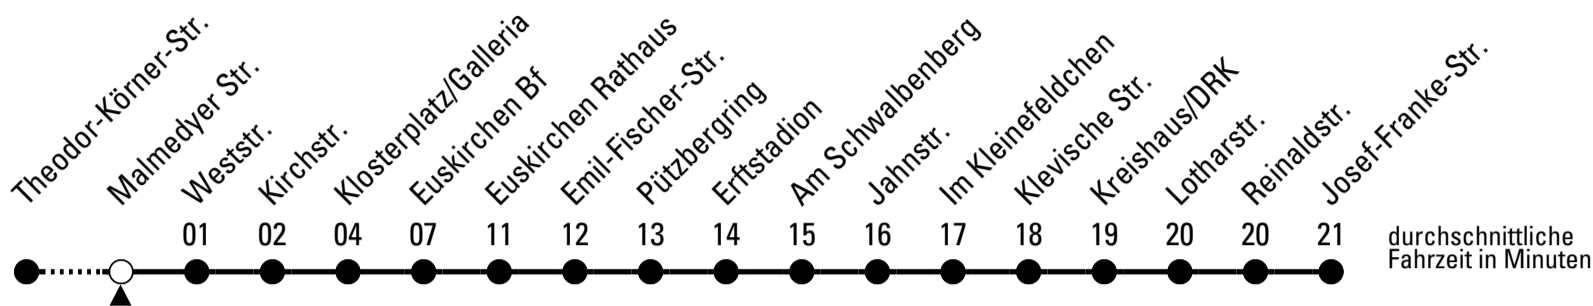 Theodor-Körner-Str.
Malmedyer Str.
Weststr.
Kirchstr.
Klosterplatz/Galleria
Euskirchen Bf
Euskirchen Rathaus
Emil-Fischer-Str.
Pützbergring
Erftstadion
Am Schwalbenberg
Jahnstr.
Im Kleinefeldchen
Klevische Str.
Kreishaus/DRK
Lotharstr.
Reinaldstr.
Josef-Franke-Str.
01 02 04 07 11 12 13 14 15 16 17 18 19 20 20 21
durchschnittliche
Fahrzeit in Minuten